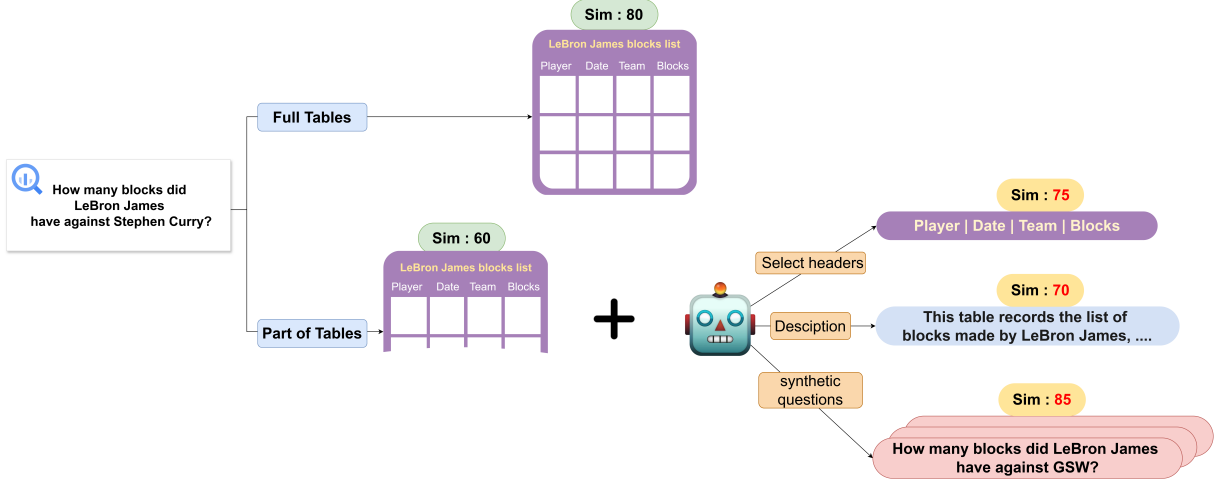 Sim : 80
LeBron James blocks list
Player Date Team Blocks
Full Tables
How many blocks did
LeBron James
have against Stephen Curry?
Sim : 60
LeBron James blocks list
Player Date Team Blocks
Part of Tables
Sim : 75
Player | Date | Team | Blocks
Select headers
Sim : 70
Desciption
This table records the list of
blocks made by LeBron James, ....
synthetic
questions
Sim : 85
How many blocks did LeBron James
have against GSW?